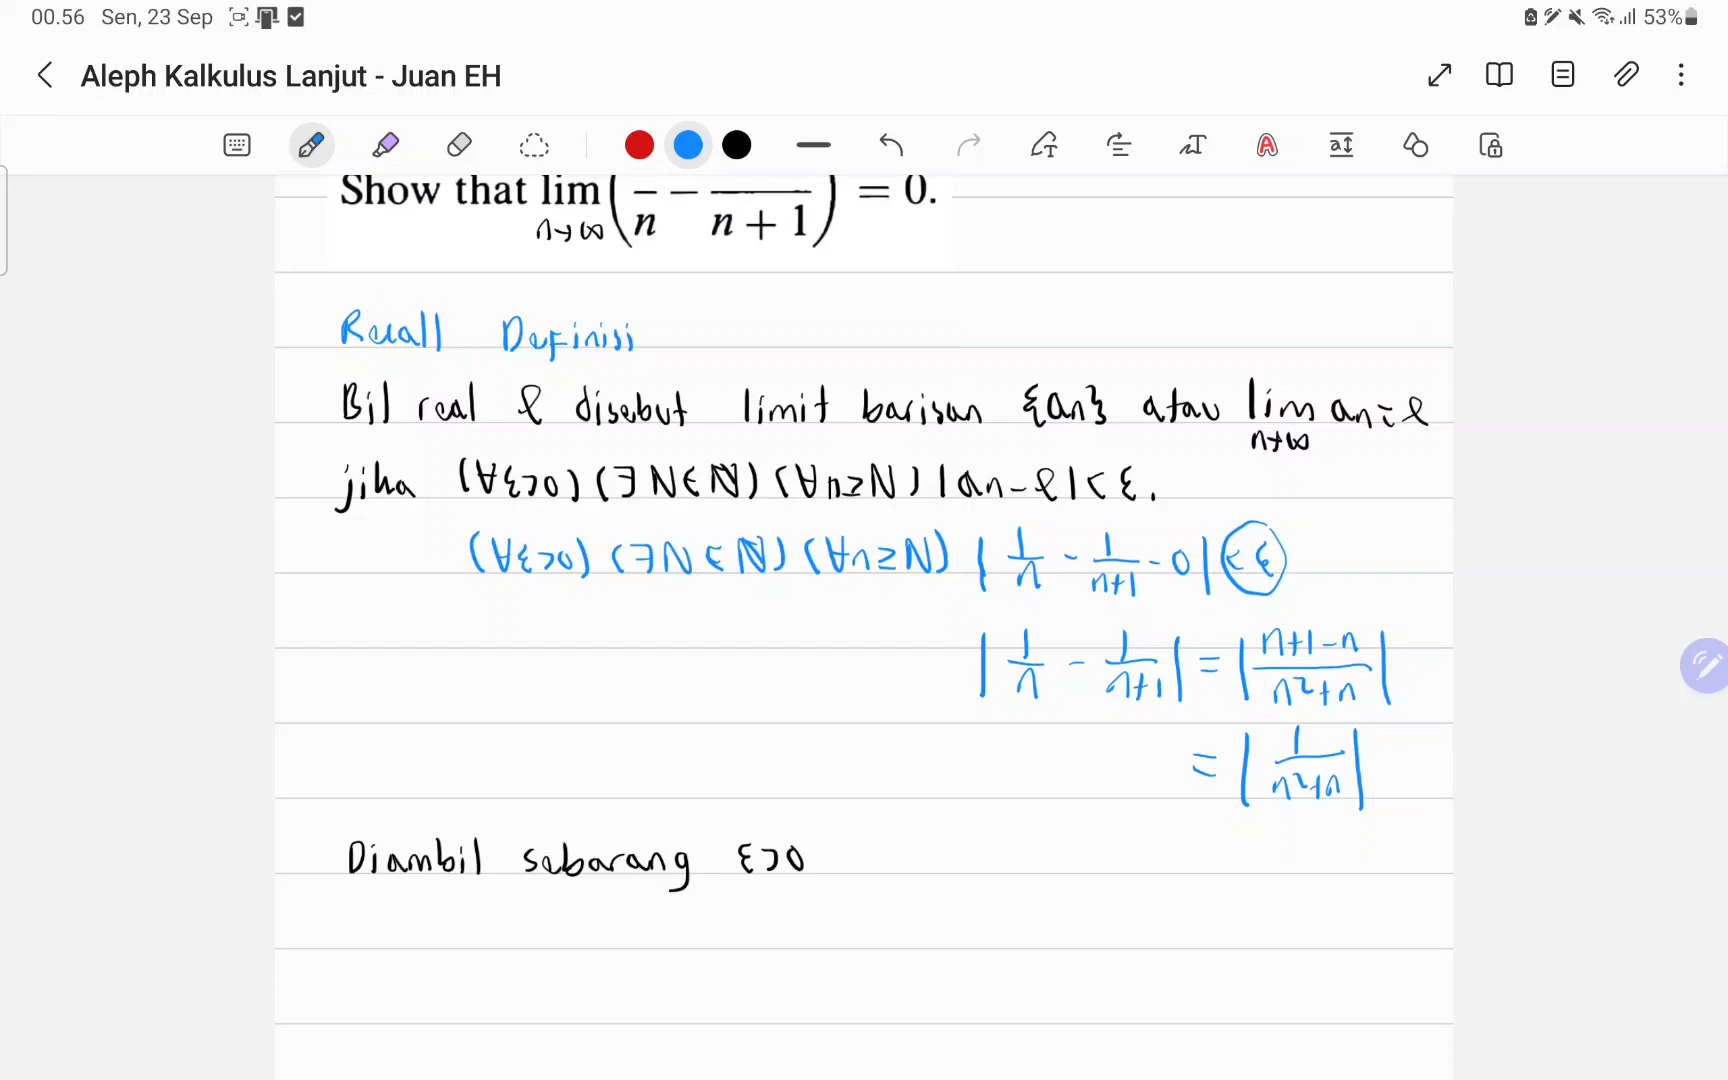 00.56 Sen, 23 Sep 53%
Aleph Kalkulus Lanjut - Juan EH
Show that lim n→∞ ( / n − / n + 1 ) = 0.
Recall Definisi
Bil real ℓ disebut limit barisan {an} atau lim n→∞ an = ℓ
jika (∀ε>0) (∃N∈ℕ) (∀n≥N) |an − ℓ| < ε.
(∀ε>0) (∃N∈ℕ) (∀n≥N) | 1/n − 1/n+1 − 0 | < ε
| 1/n − 1/n+1 | = | n+1−n / n²+n |
= | 1 / n²+n |
Diambil sebarang ε>0